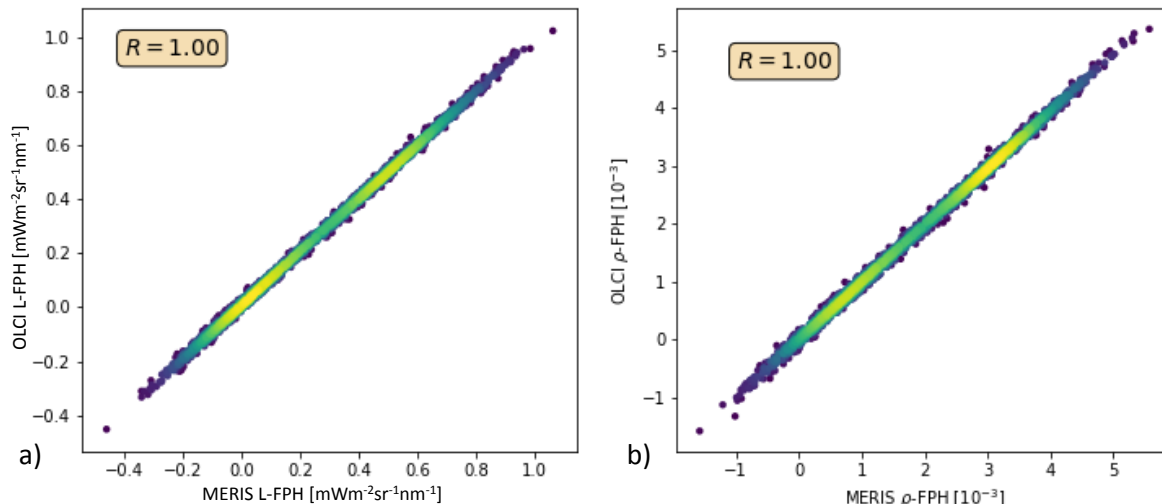 R = 1.00
1.0
0.8
0.6
0.4
0.2
0.0
−0.2
−0.4
OLCI L-FPH [mWm-2sr-1nm-1]
−0.4 −0.2 0.0 0.2 0.4 0.6 0.8 1.0
MERIS L-FPH [mWm-2sr-1nm-1]
a)
R = 1.00
5
4
3
2
1
0
−1
OLCI ρ-FPH [10−3]
−1 0 1 2 3 4 5
MERIS ρ-FPH [10−3]
b)